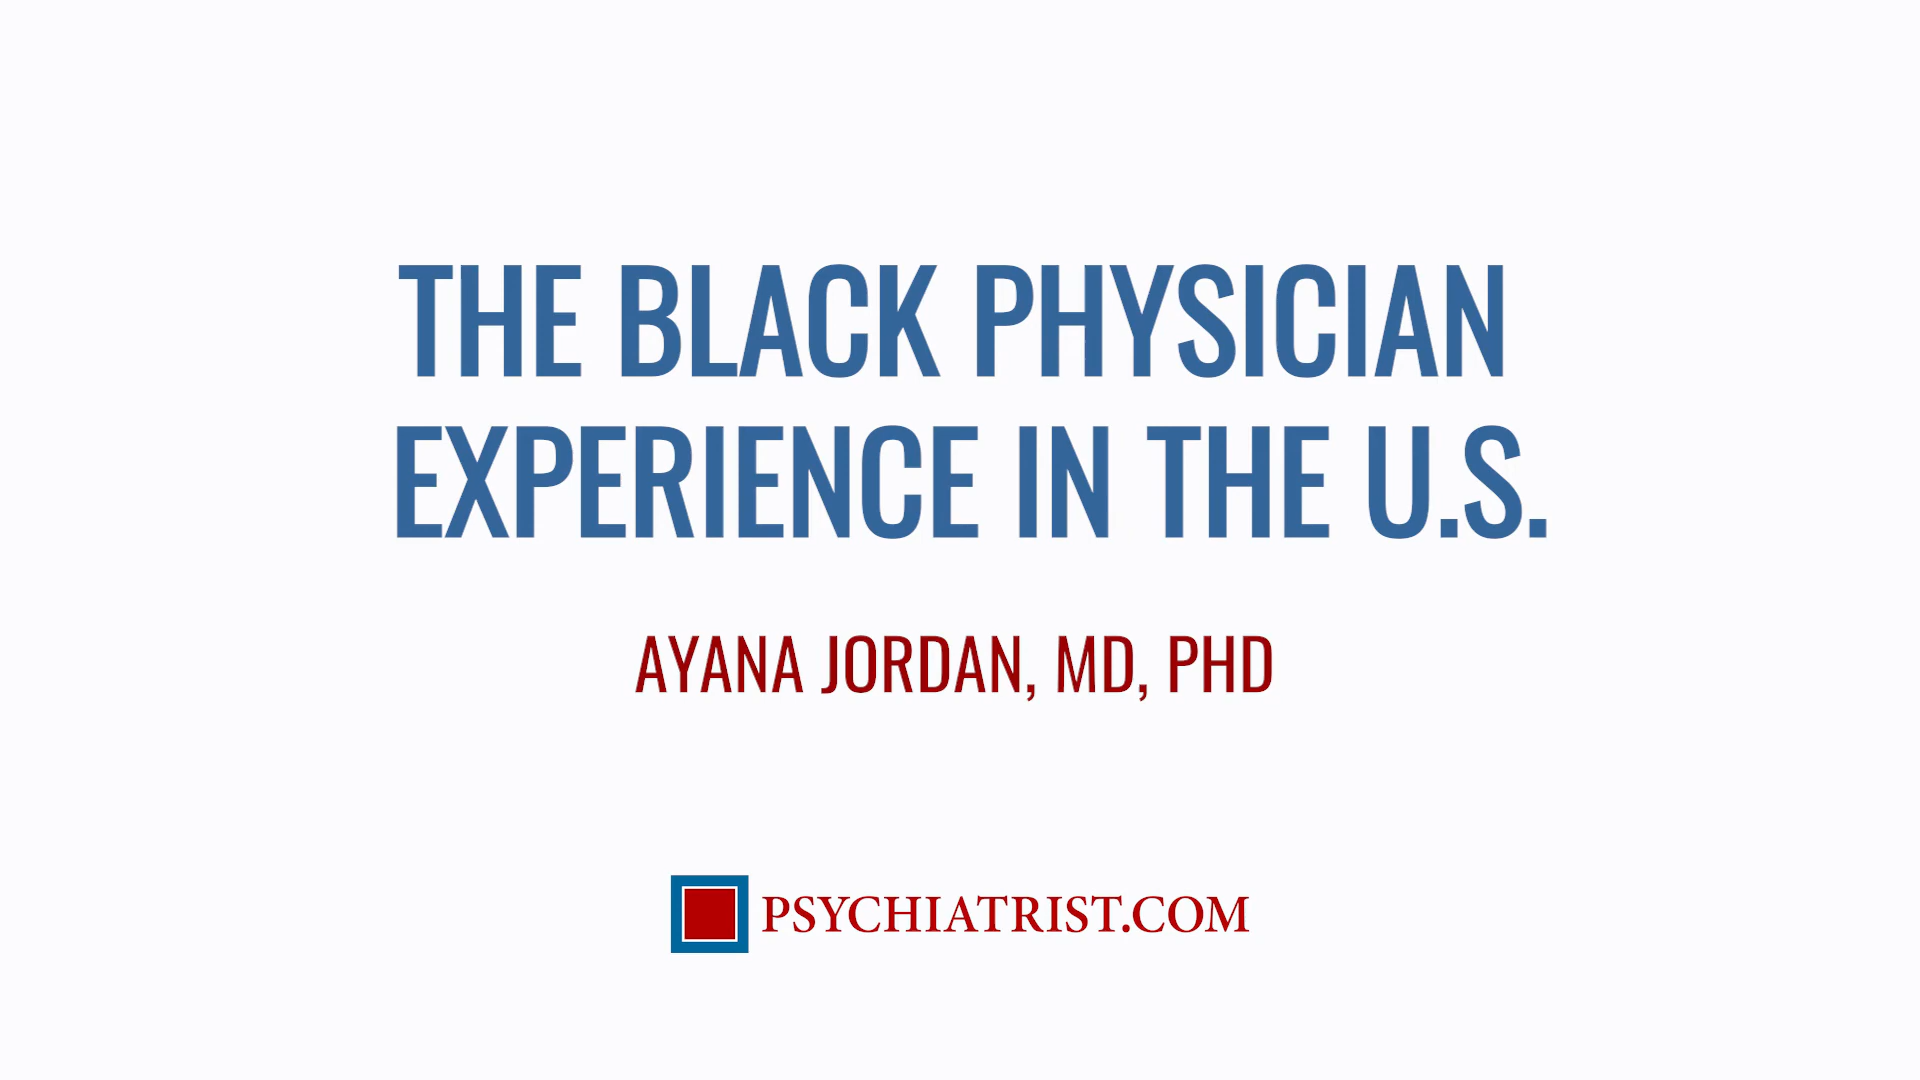 THE BLACK PHYSICIAN
EXPERIENCE IN THE U.S.
AYANA JORDAN, MD, PHD
PSYCHIATRIST.COM